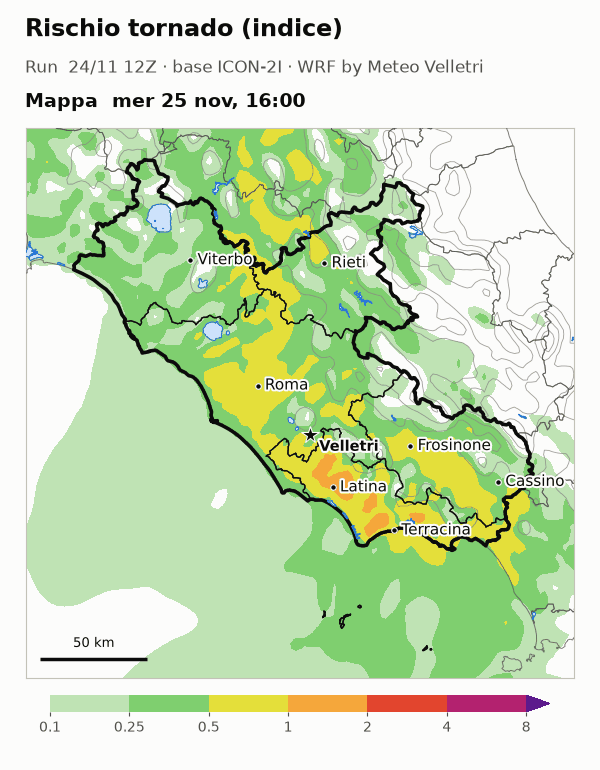 Rischio tornado (indice)
Run  24/11 12Z · base ICON-2I · WRF by Meteo Velletri
Mappa  mer 25 nov, 16:00
Viterbo
Rieti
Roma
Velletri
Frosinone
Latina
Cassino
Terracina
50 km
0.1 0.25 0.5 1 2 4 8